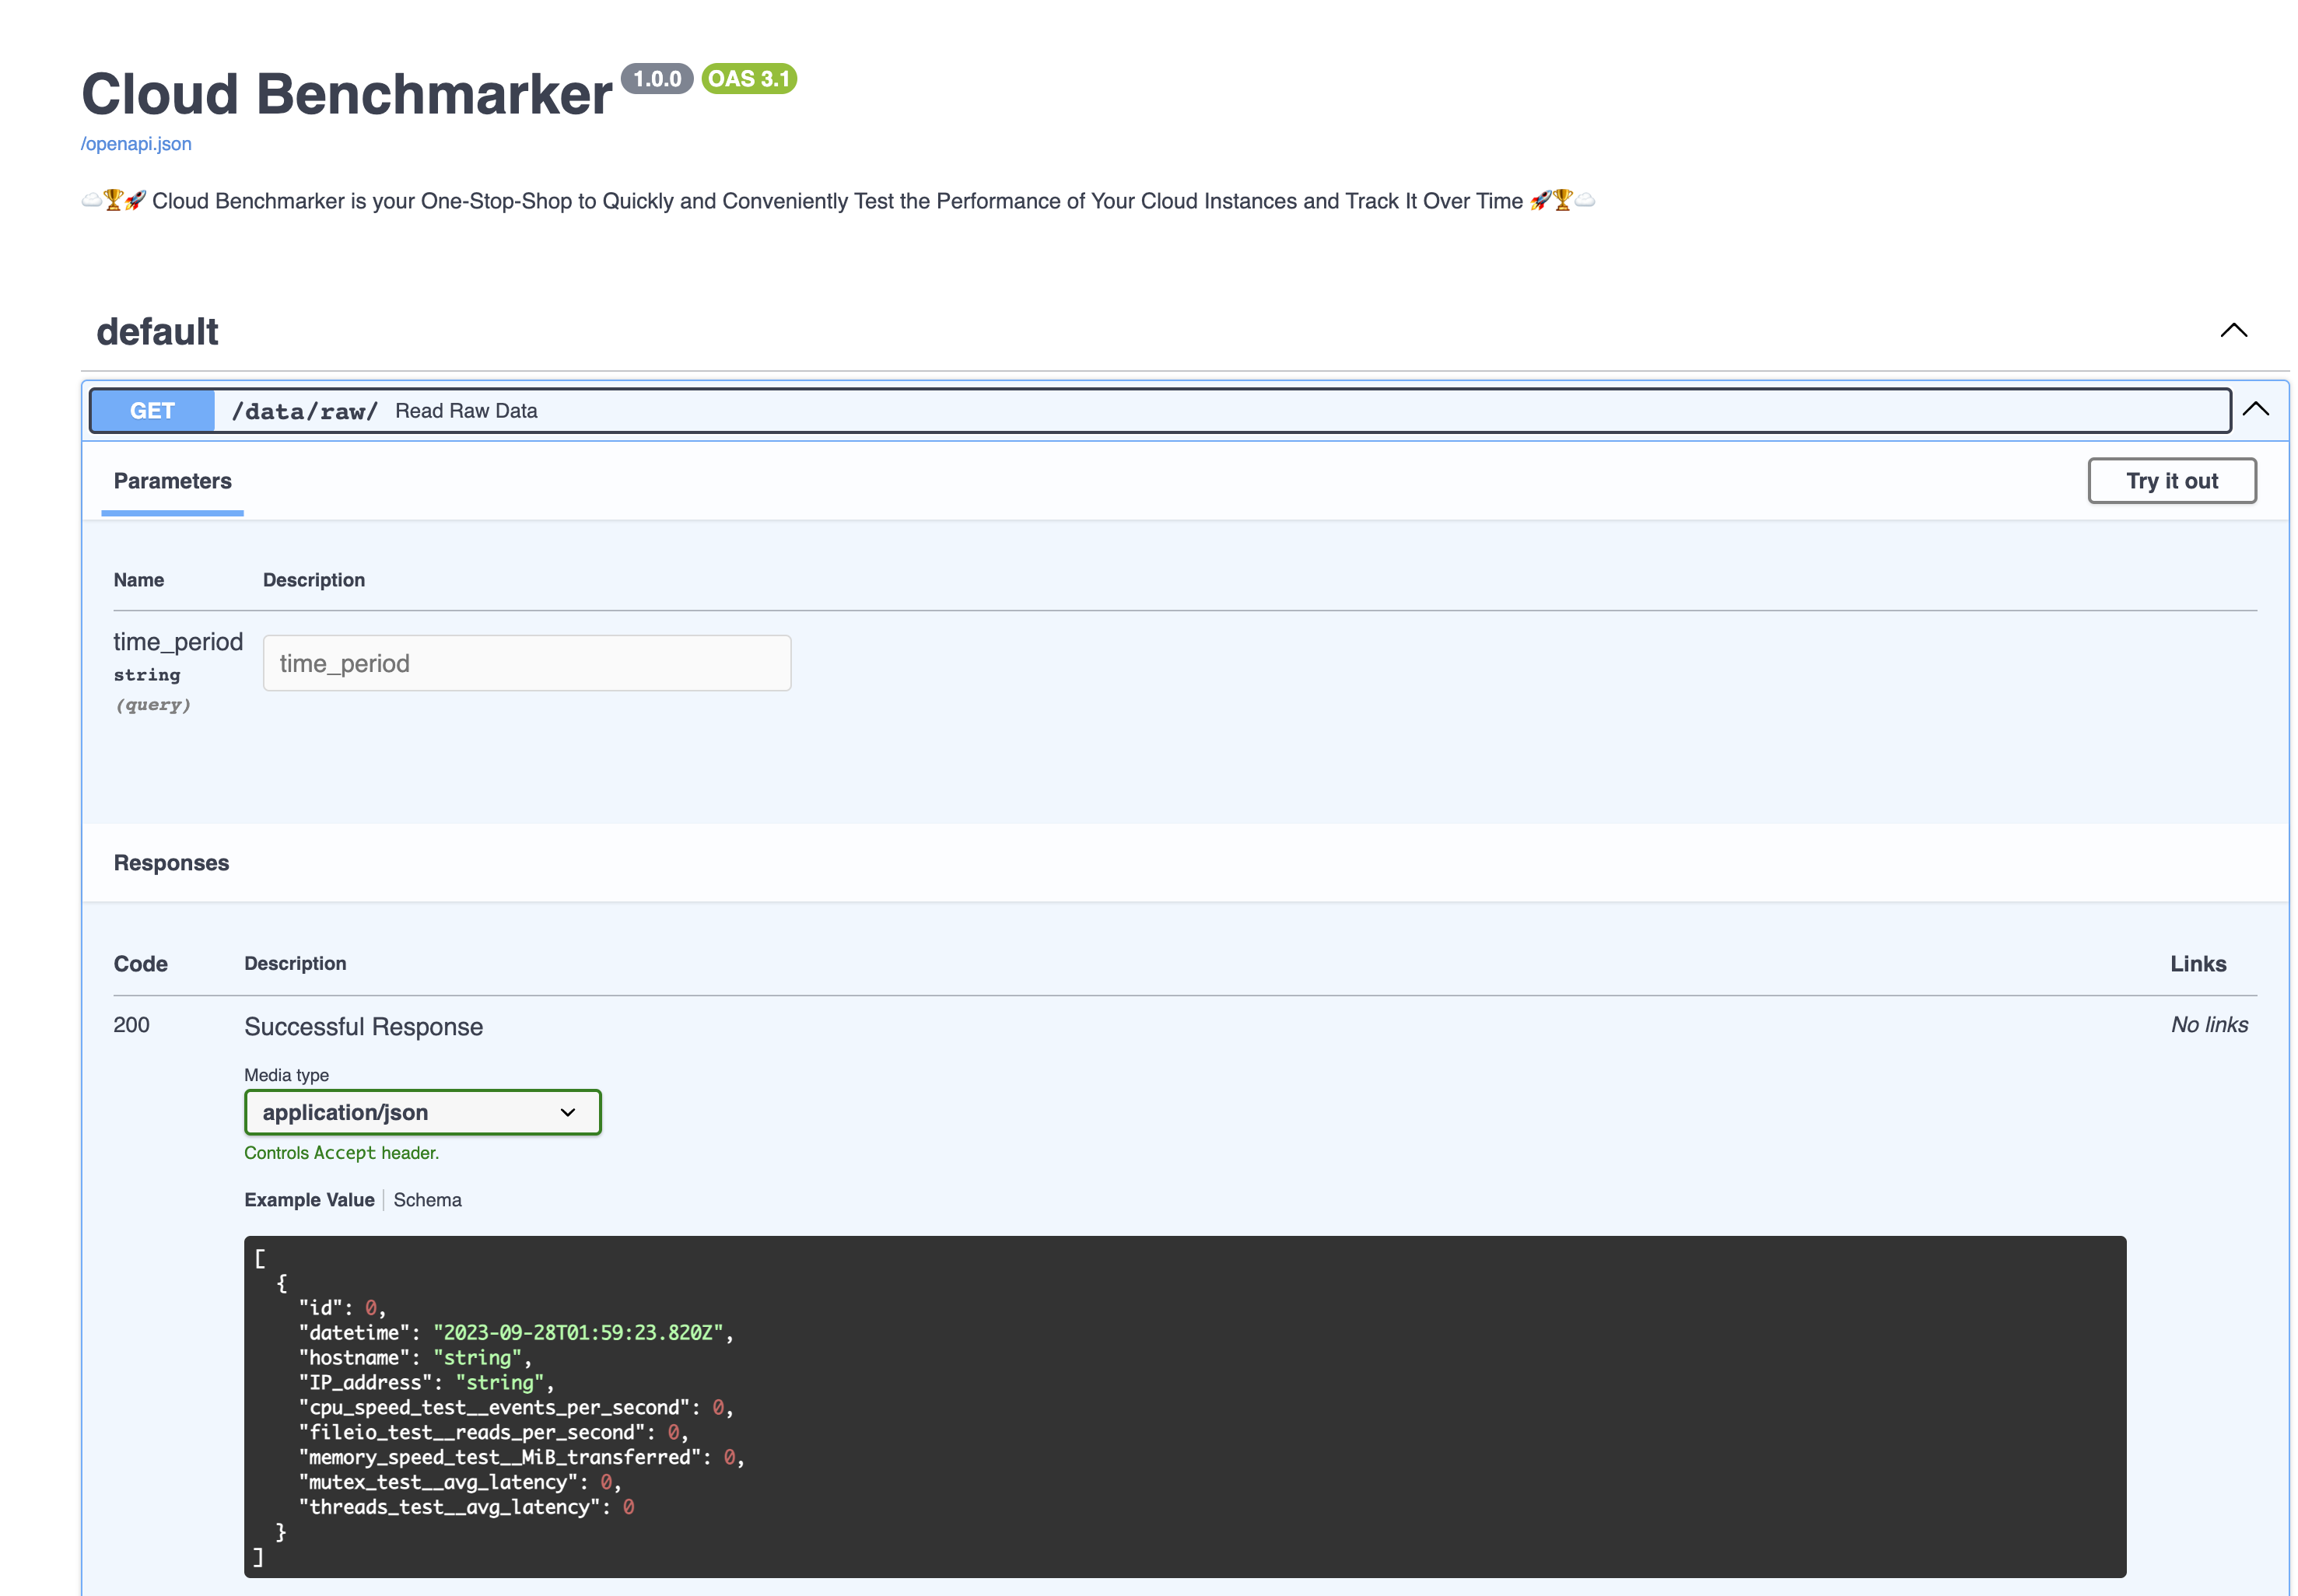 Cloud Benchmarker 1.0.0 OAS 3.1
/openapi.json
☁️🏆🚀 Cloud Benchmarker is your One-Stop-Shop to Quickly and Conveniently Test the Performance of Your Cloud Instances and Track It Over Time 🚀🏆☁️
default
GET /data/raw/ Read Raw Data
Parameters
Try it out
Name Description
time_period
string
(query)
time_period
Responses
Code Description Links
200 Successful Response No links
Media type
application/json
Controls Accept header.
Example Value Schema
[
  {
    "id": 0,
    "datetime": "2023-09-28T01:59:23.820Z",
    "hostname": "string",
    "IP_address": "string",
    "cpu_speed_test__events_per_second": 0,
    "fileio_test__reads_per_second": 0,
    "memory_speed_test__MiB_transferred": 0,
    "mutex_test__avg_latency": 0,
    "threads_test__avg_latency": 0
  }
]